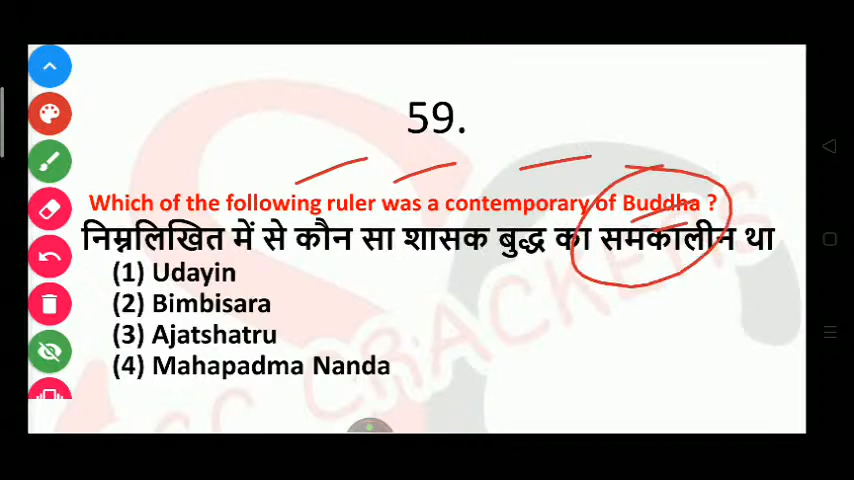 59.
Which of the following ruler was a contemporary of Buddha ?
निम्नलिखित में से कौन सा शासक बुद्ध का समकालीन था
(1) Udayin
(2) Bimbisara
(3) Ajatshatru
(4) Mahapadma Nanda
CRACKERS